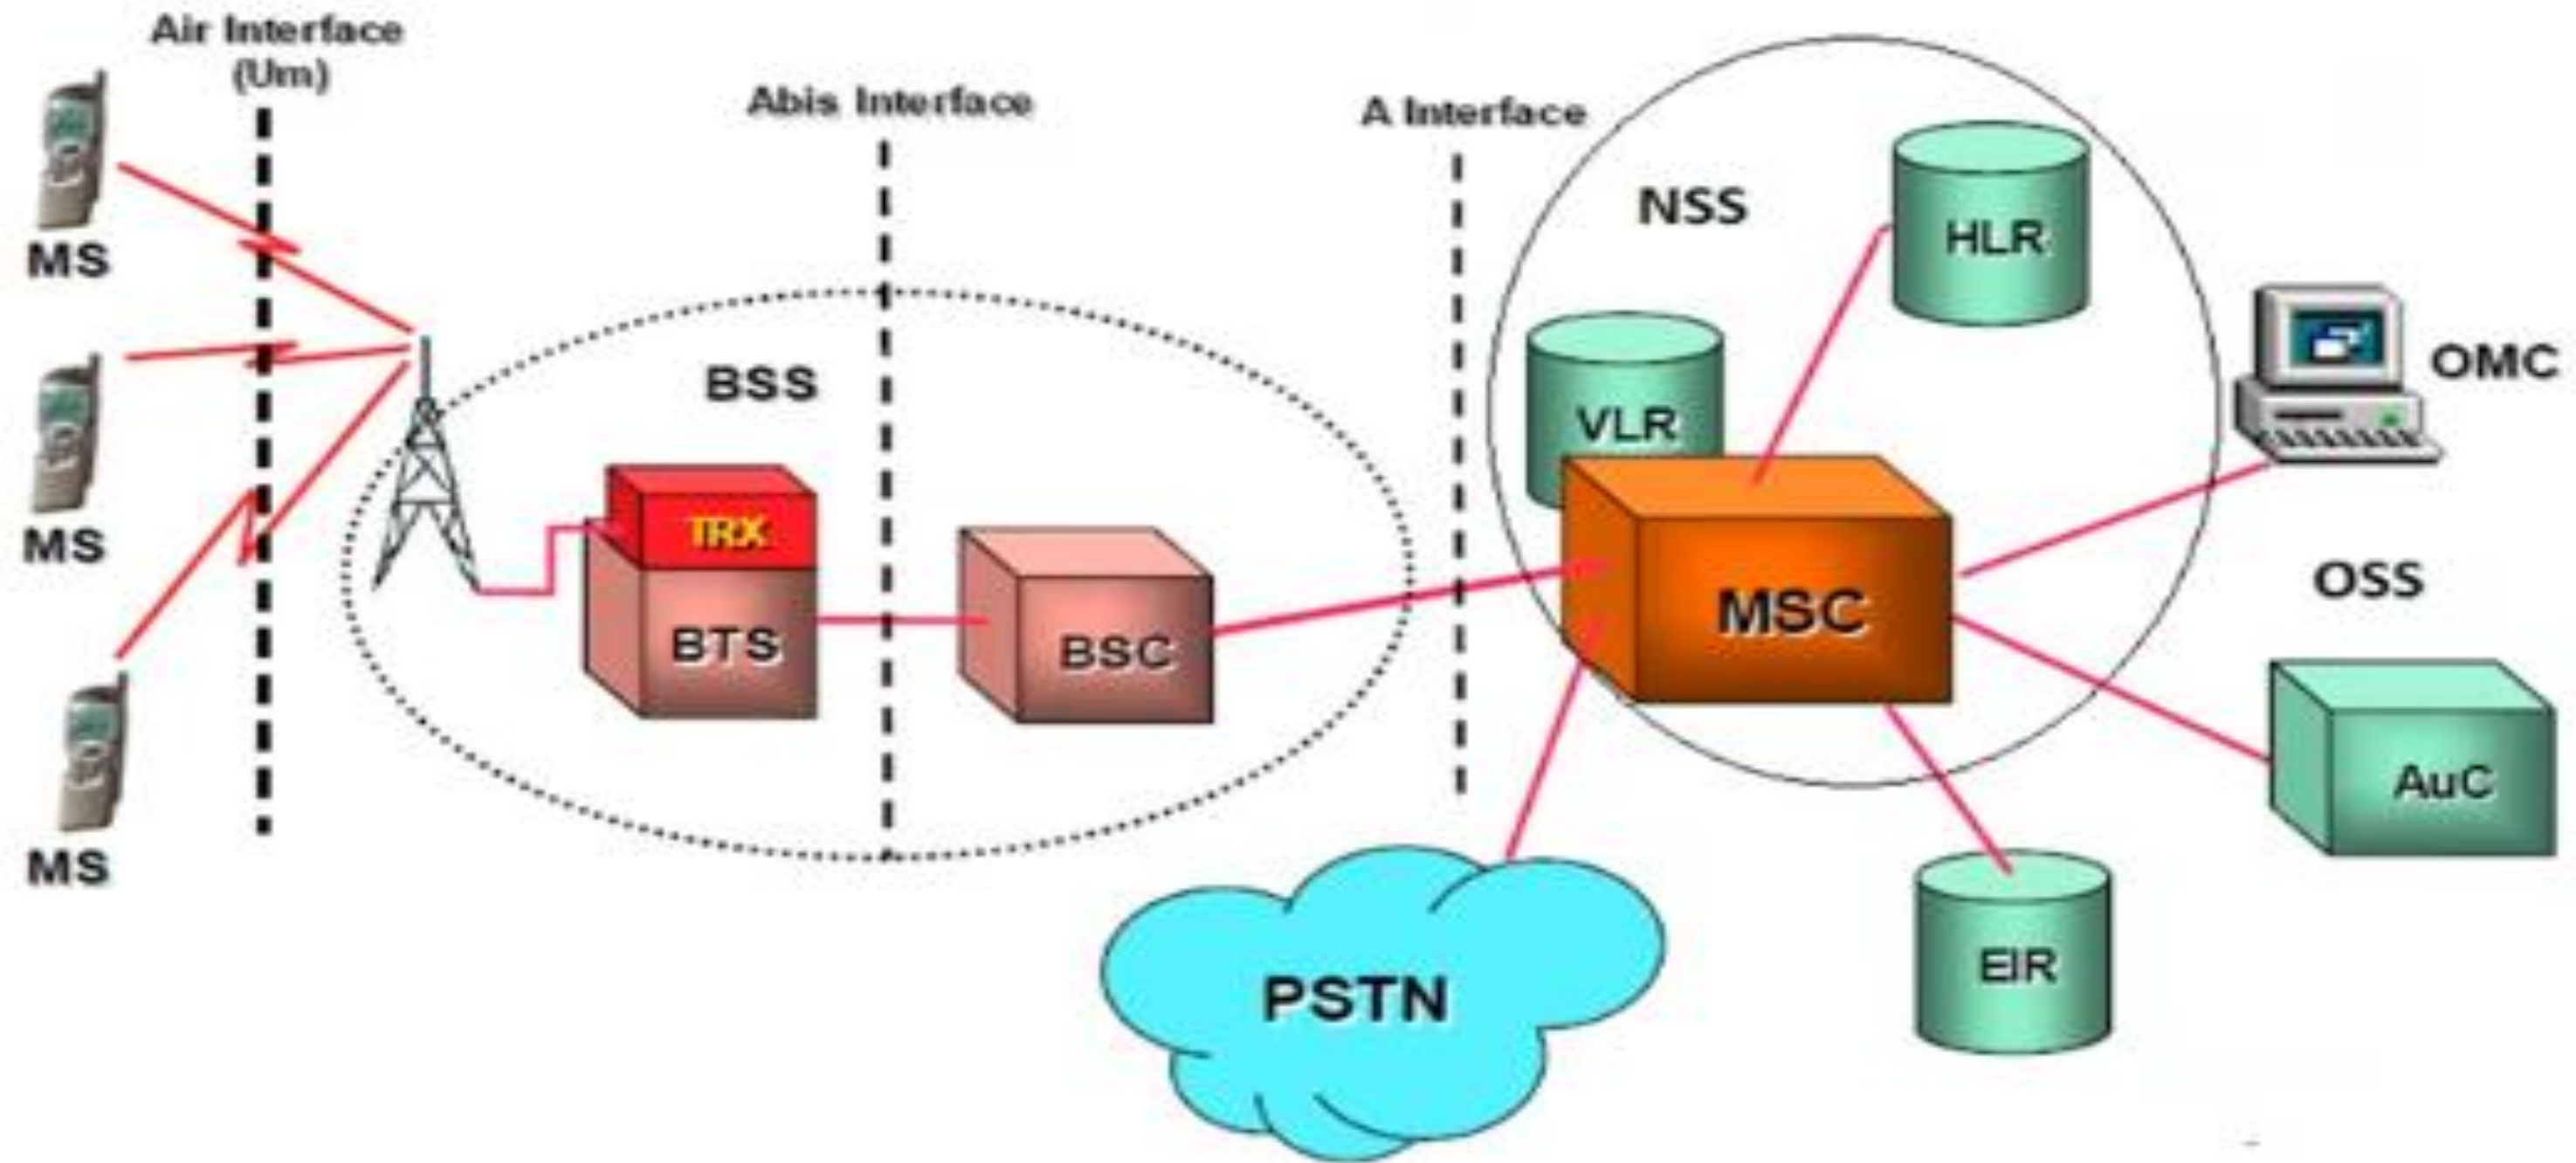 Air Interface
(Um)
Abis Interface
A Interface
MS
MS
MS
BSS
TRX
BTS
BSC
NSS
HLR
VLR
MSC
OMC
OSS
AuC
EIR
PSTN